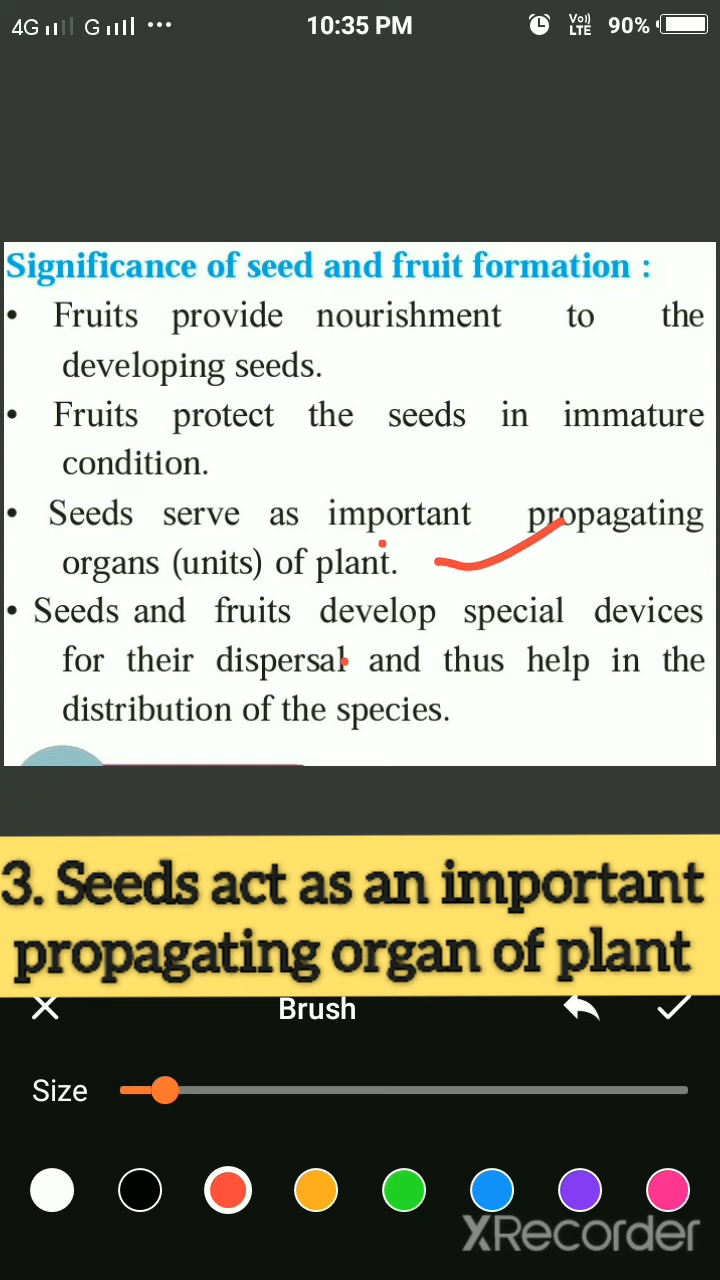 4G G ••• 10:35 PM Vo)) LTE 90%
Significance of seed and fruit formation :
• Fruits provide nourishment to the
developing seeds.
• Fruits protect the seeds in immature
condition.
• Seeds serve as important propagating
organs (units) of plant.
• Seeds and fruits develop special devices
for their dispersal and thus help in the
distribution of the species.
3. Seeds act as an important
propagating organ of plant
Brush
Size
XRecorder